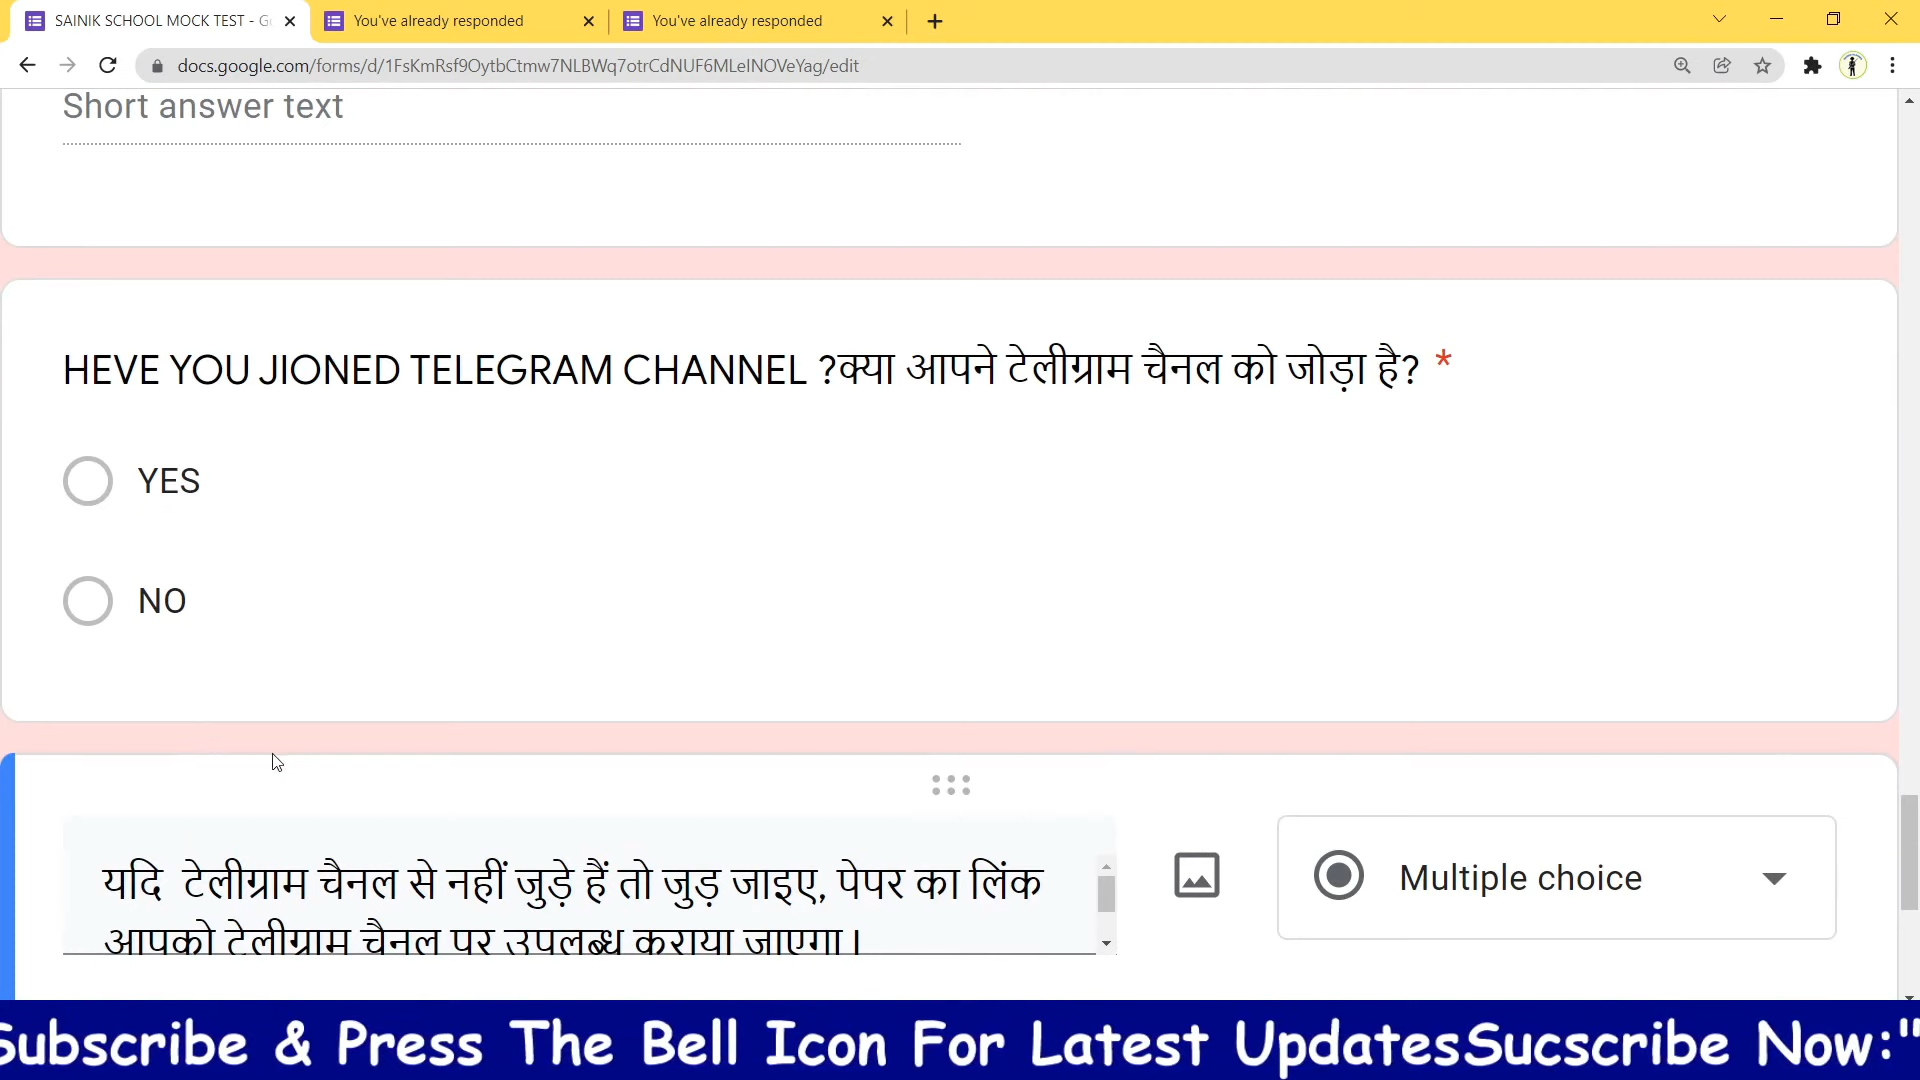 SAINIK SCHOOL MOCK TEST - Go
You've already responded
You've already responded
docs.google.com/forms/d/1FsKmRsf9OytbCtmw7NLBWq7otrCdNUF6MLeINOVeYag/edit
Short answer text
HEVE YOU JIONED TELEGRAM CHANNEL ?क्या आपने टेलीग्राम चैनल को जोड़ा है? *
YES
NO
यदि टेलीग्राम चैनल से नहीं जुड़े हैं तो जुड़ जाइए, पेपर का लिंक
आपको टेलीग्राम चैनल पर उपलब्ध कराया जाएगा।
Multiple choice
Subscribe & Press The Bell Icon For Latest UpdatesSucscribe Now:"